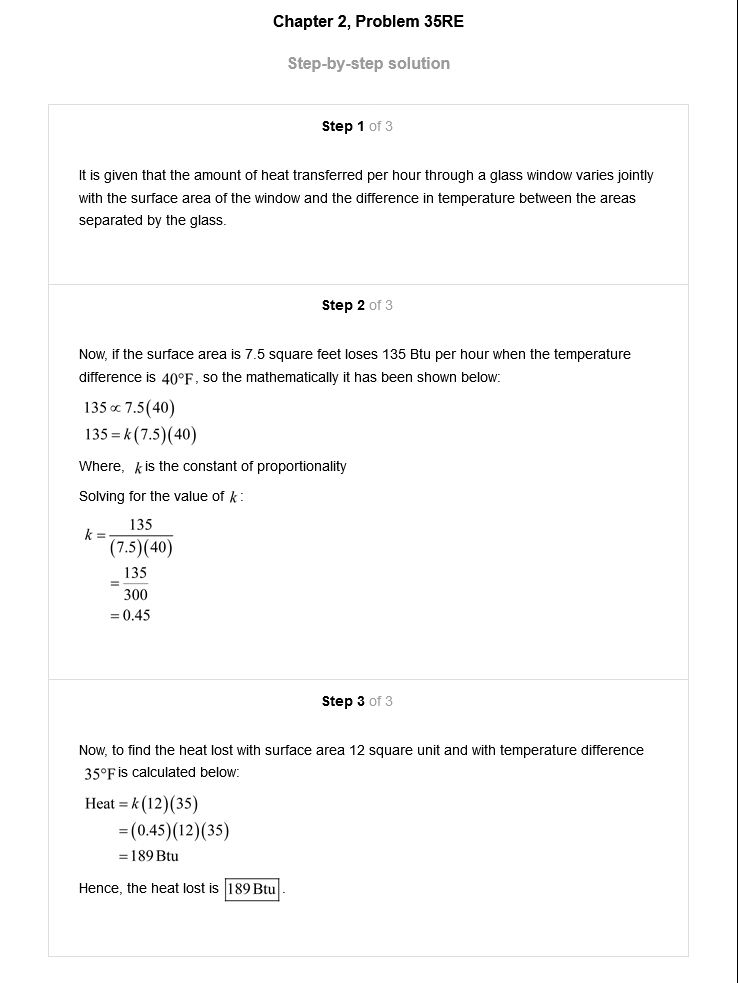 Chapter 2, Problem 35RE
Step-by-step solution
Step 1 of 3
It is given that the amount of heat transferred per hour through a glass window varies jointly
with the surface area of the window and the difference in temperature between the areas
separated by the glass.
Step 2 of 3
Now, if the surface area is 7.5 square feet loses 135 Btu per hour when the temperature
difference is 40°F, so the mathematically it has been shown below:
135 ∝ 7.5(40)
135 = k(7.5)(40)
Where, k is the constant of proportionality
Solving for the value of k:
k = 135/(7.5)(40)
= 135/300
= 0.45
Step 3 of 3
Now, to find the heat lost with surface area 12 square unit and with temperature difference
35°F is calculated below:
Heat = k(12)(35)
= (0.45)(12)(35)
= 189 Btu
Hence, the heat lost is 189 Btu.